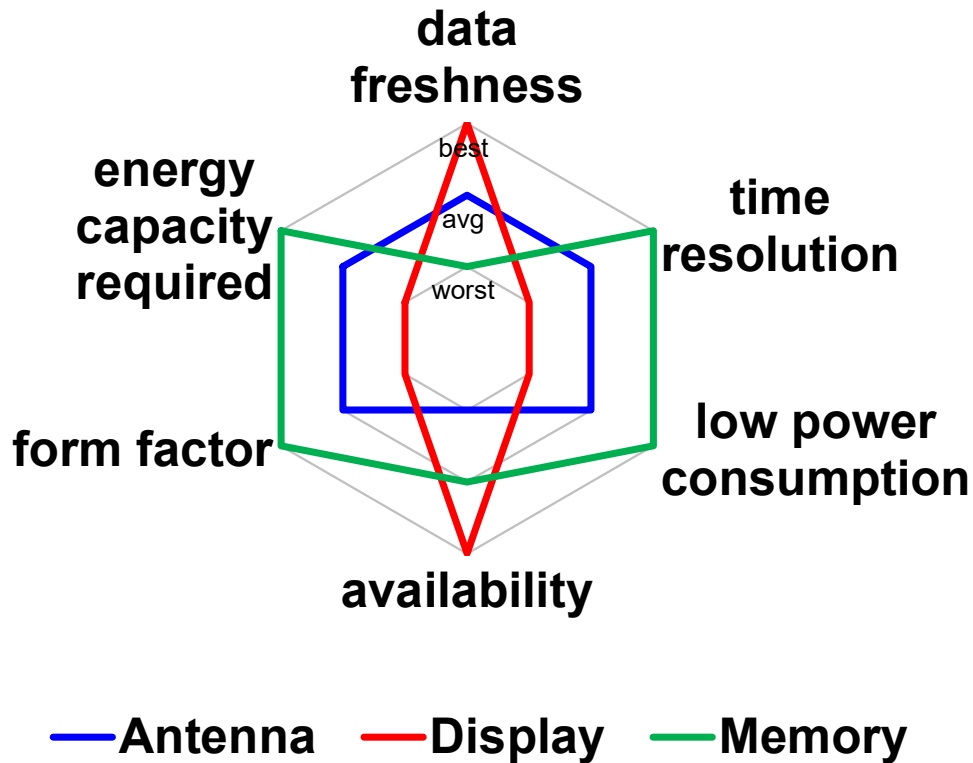 data
freshness
best
energy
capacity
required
avg
time
resolution
worst
form factor
low power
consumption
availability
Antenna Display Memory